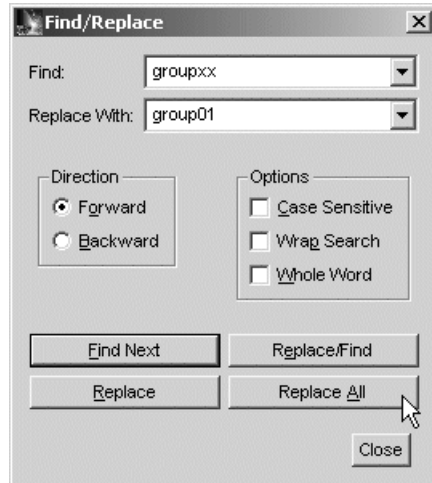 Find/Replace
Find: groupxx
Replace With: group01
Direction
Forward
Backward
Options
Case Sensitive
Wrap Search
Whole Word
Find Next Replace/Find
Replace Replace All
Close